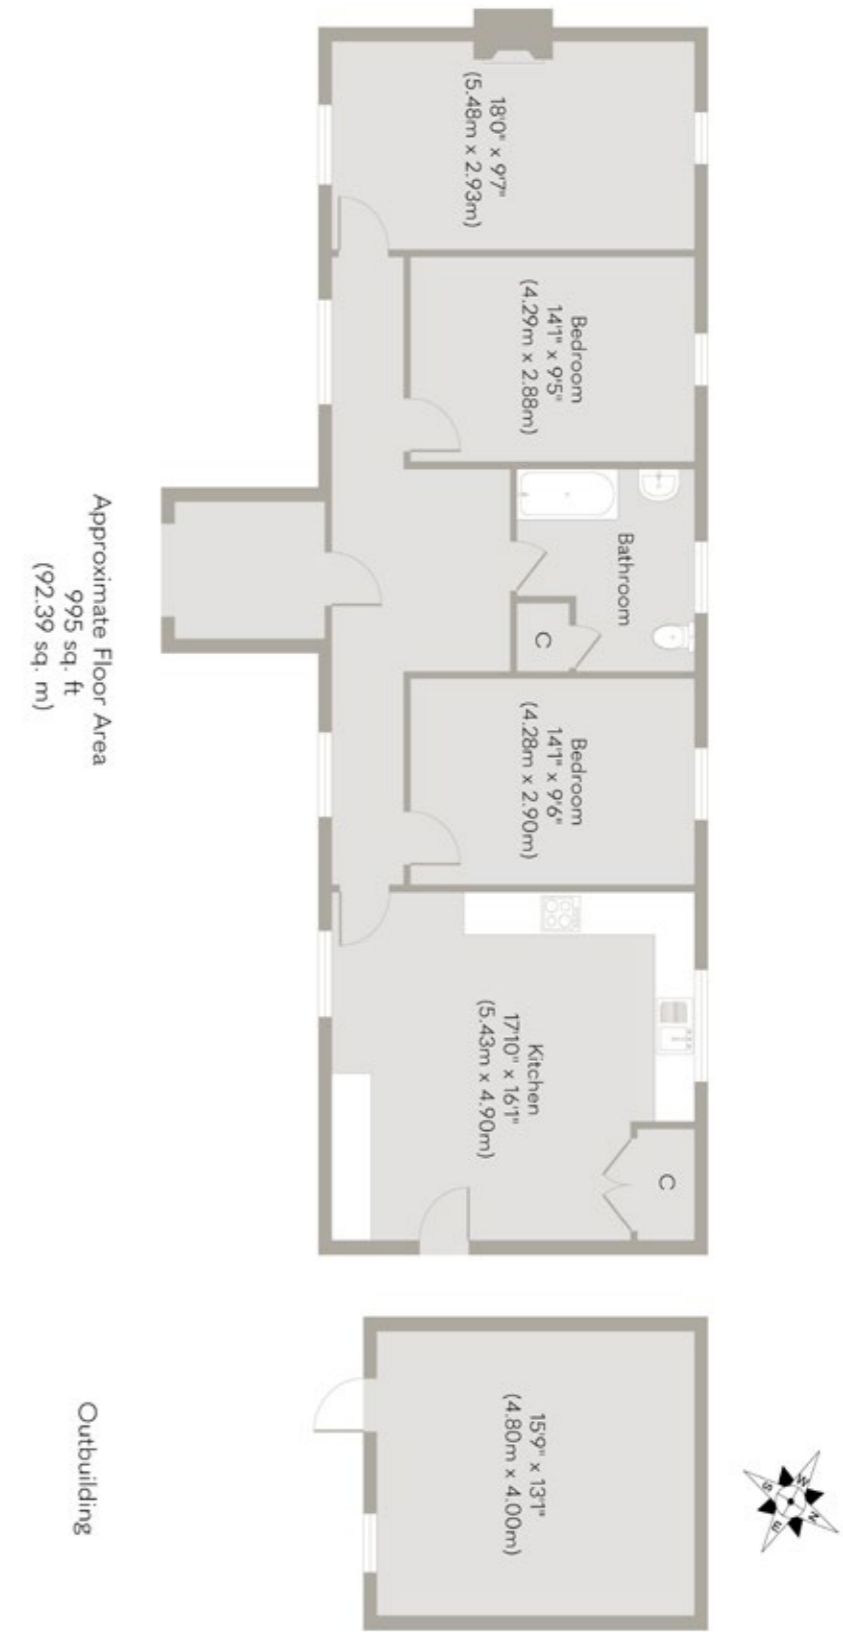 18'0" x 9'7"
(5.48m x 2.93m)
Bedroom
14'1" x 9'5"
(4.29m x 2.88m)
Bathroom
C
Bedroom
14'1" x 9'6"
(4.28m x 2.90m)
Kitchen
17'10" x 16'1"
(5.43m x 4.90m)
C
15'9" x 13'1"
(4.80m x 4.00m)
Approximate Floor Area
995 sq. ft
(92.39 sq. m)
Outbuilding
N
E
S
W